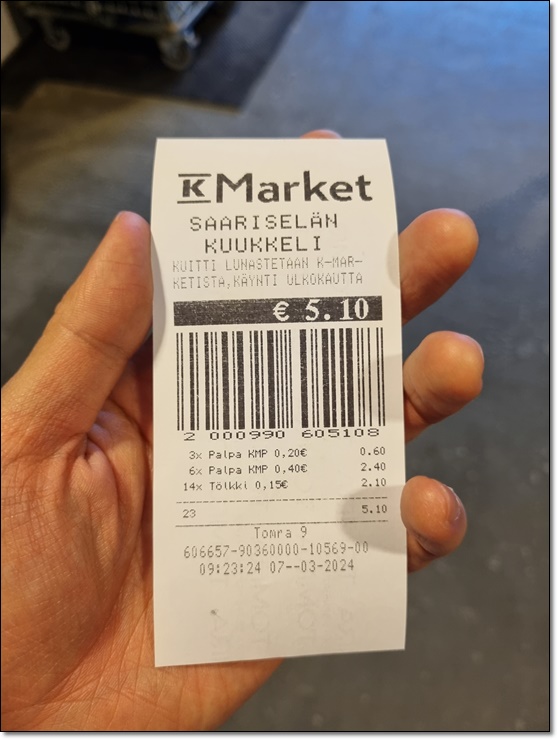 K Market
SAARISELÄN
KUUKKELI
KUITTI LUNASTETAAN K-MAR-
KETISTA,KÄYNTI ULKOKAUTTA
€ 5.10
2 000990 605108
3x Palpa KMP 0,20€ 0.60
6x Palpa KMP 0,40€ 2.40
14x Tölkki 0,15€ 2.10
23 5.10
Tomra 9
606657-90360000-10569-00
09:23:24 07--03-2024